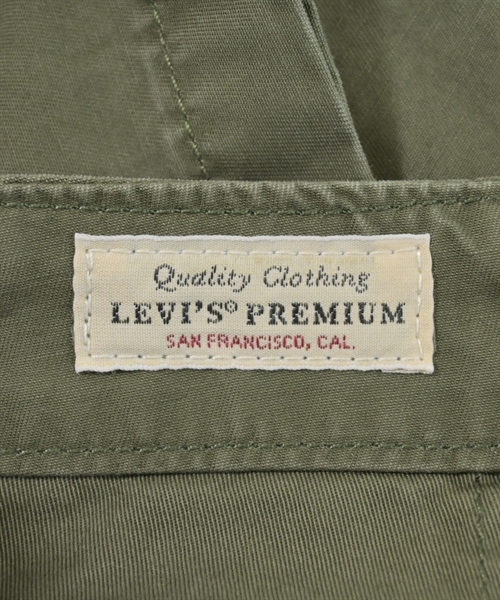 Quality Clothing
LEVI'S® PREMIUM
SAN FRANCISCO, CAL.